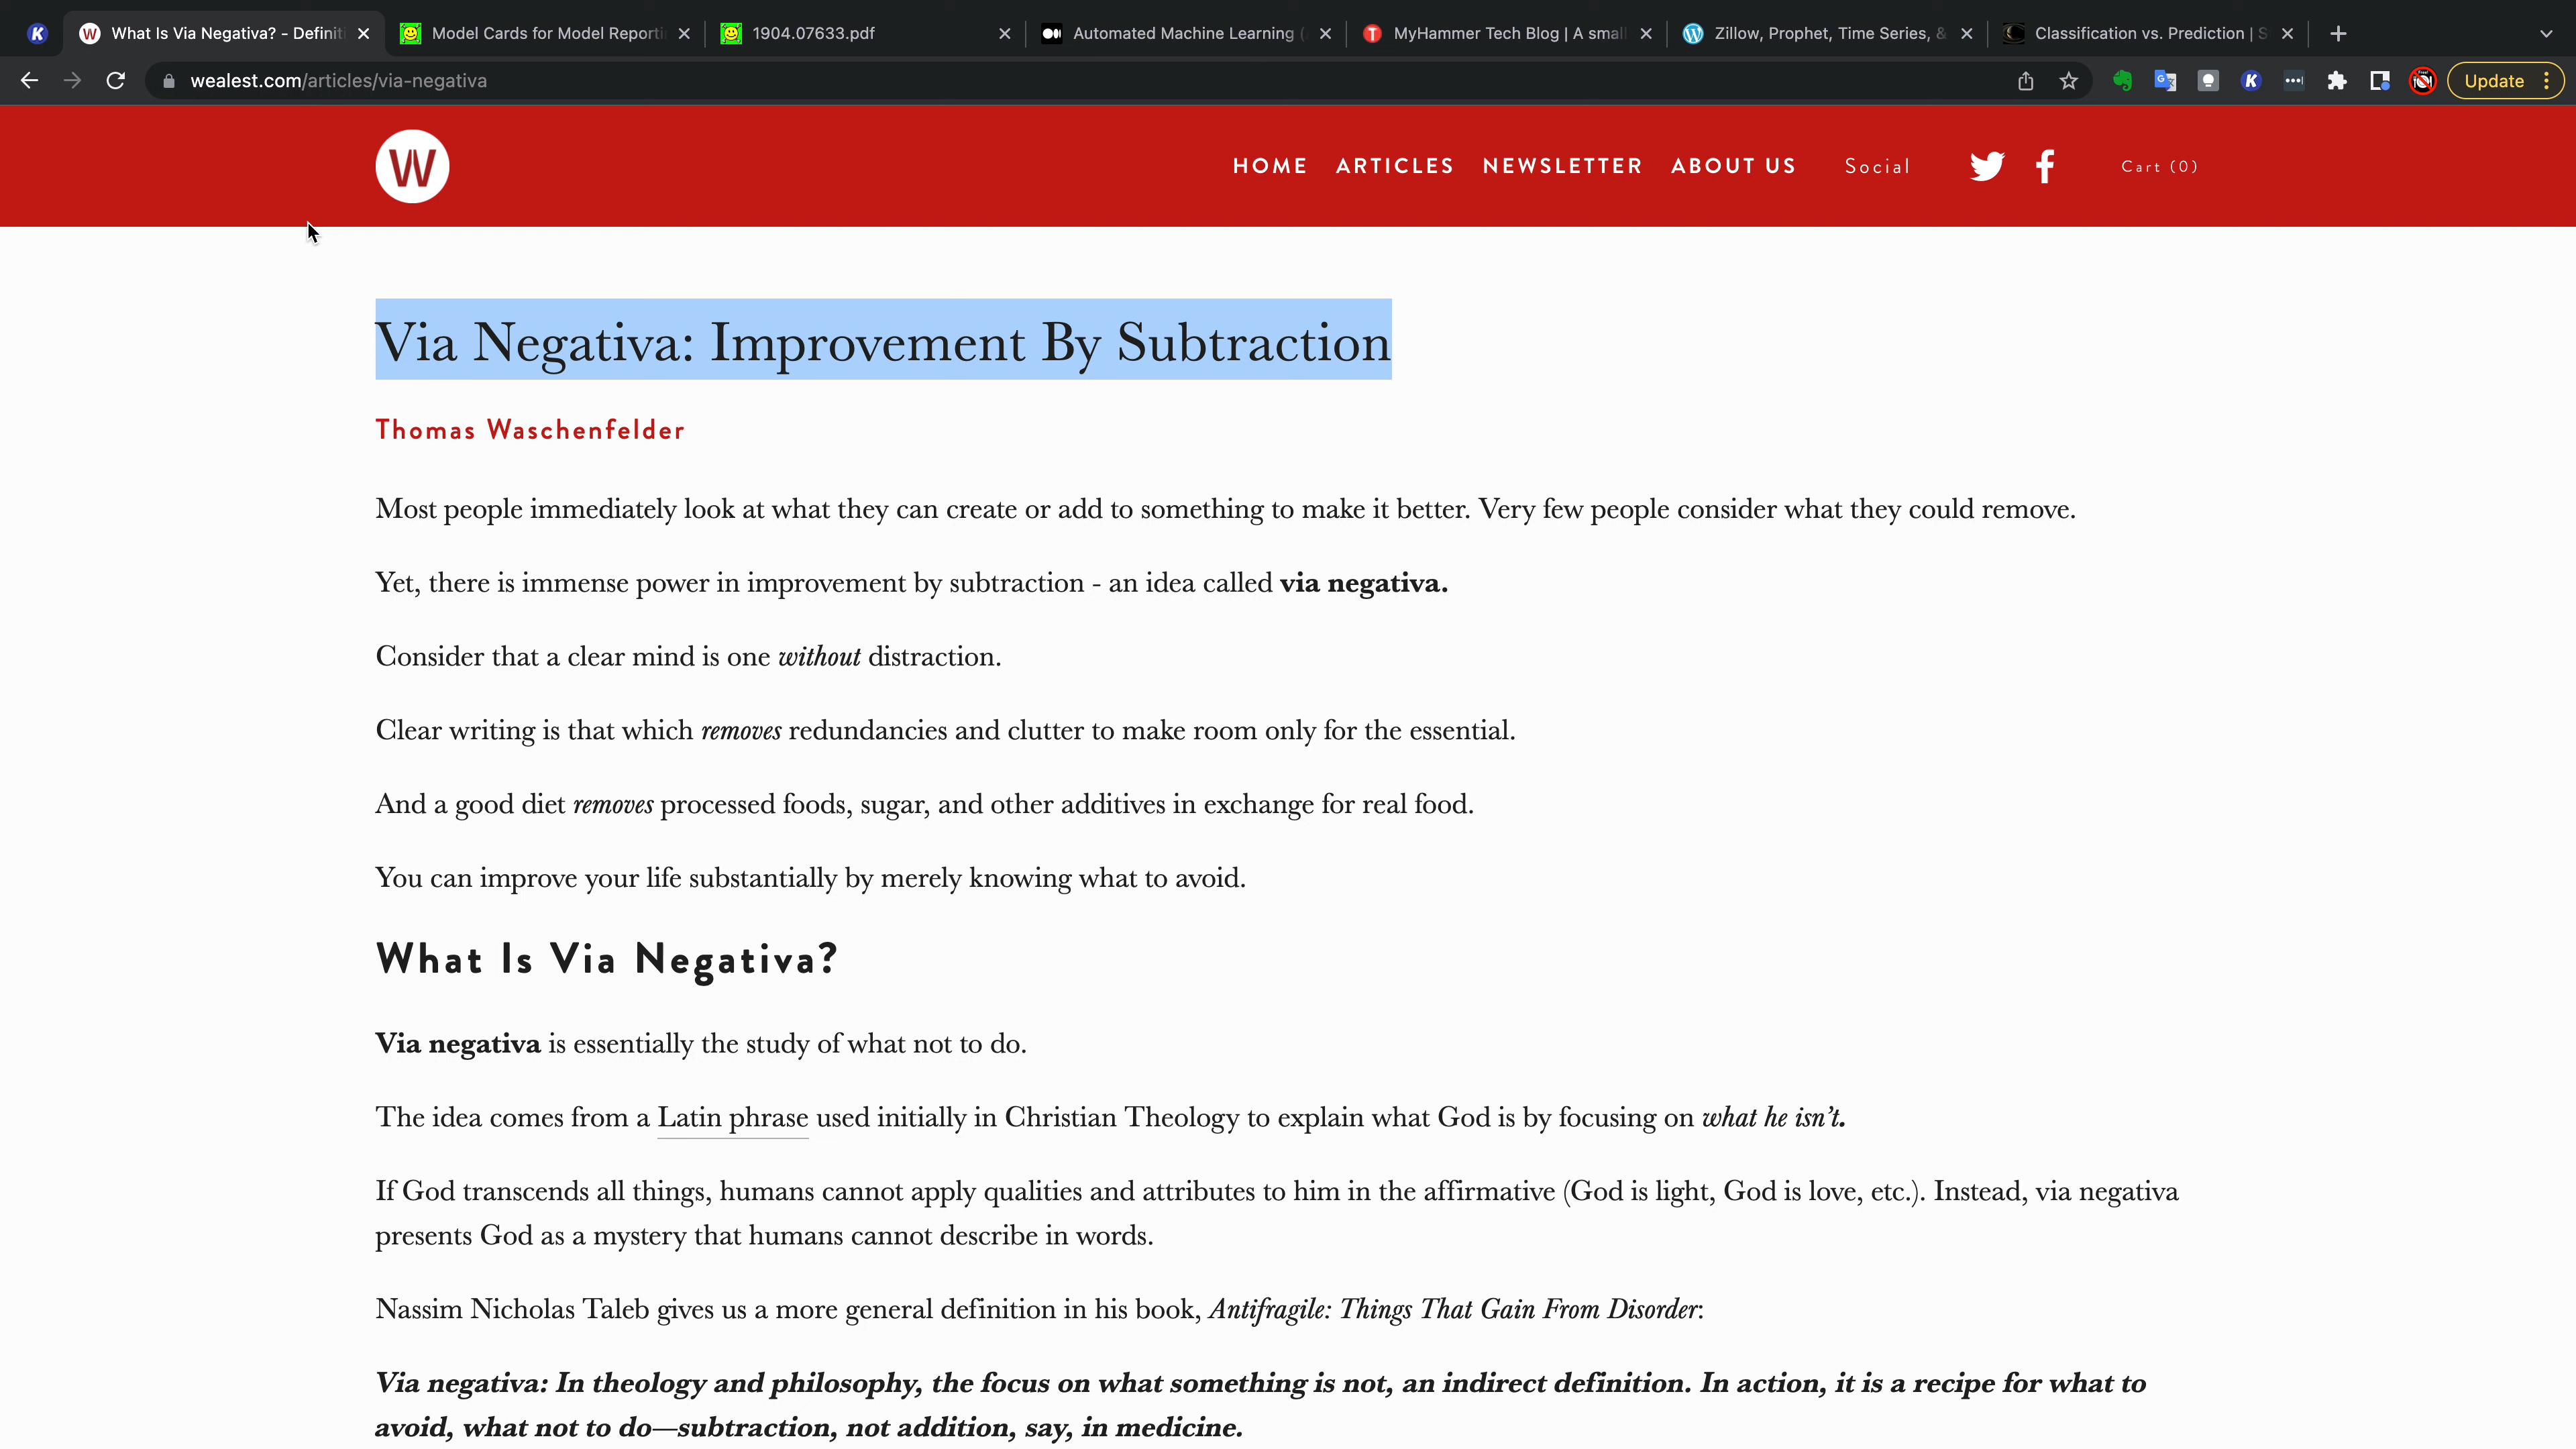 What Is Via Negativa? - Definiti
Model Cards for Model Reporti
1904.07633.pdf
Automated Machine Learning (
MyHammer Tech Blog | A small
Zillow, Prophet, Time Series, &
Classification vs. Prediction | S
wealest.com/articles/via-negativa
Update
W
HOME ARTICLES NEWSLETTER ABOUT US Social Cart (0)
Via Negativa: Improvement By Subtraction
Thomas Waschenfelder
Most people immediately look at what they can create or add to something to make it better. Very few people consider what they could remove.
Yet, there is immense power in improvement by subtraction - an idea called via negativa.
Consider that a clear mind is one without distraction.
Clear writing is that which removes redundancies and clutter to make room only for the essential.
And a good diet removes processed foods, sugar, and other additives in exchange for real food.
You can improve your life substantially by merely knowing what to avoid.
What Is Via Negativa?
Via negativa is essentially the study of what not to do.
The idea comes from a Latin phrase used initially in Christian Theology to explain what God is by focusing on what he isn’t.
If God transcends all things, humans cannot apply qualities and attributes to him in the affirmative (God is light, God is love, etc.). Instead, via negativa
presents God as a mystery that humans cannot describe in words.
Nassim Nicholas Taleb gives us a more general definition in his book, Antifragile: Things That Gain From Disorder:
Via negativa: In theology and philosophy, the focus on what something is not, an indirect definition. In action, it is a recipe for what to
avoid, what not to do—subtraction, not addition, say, in medicine.